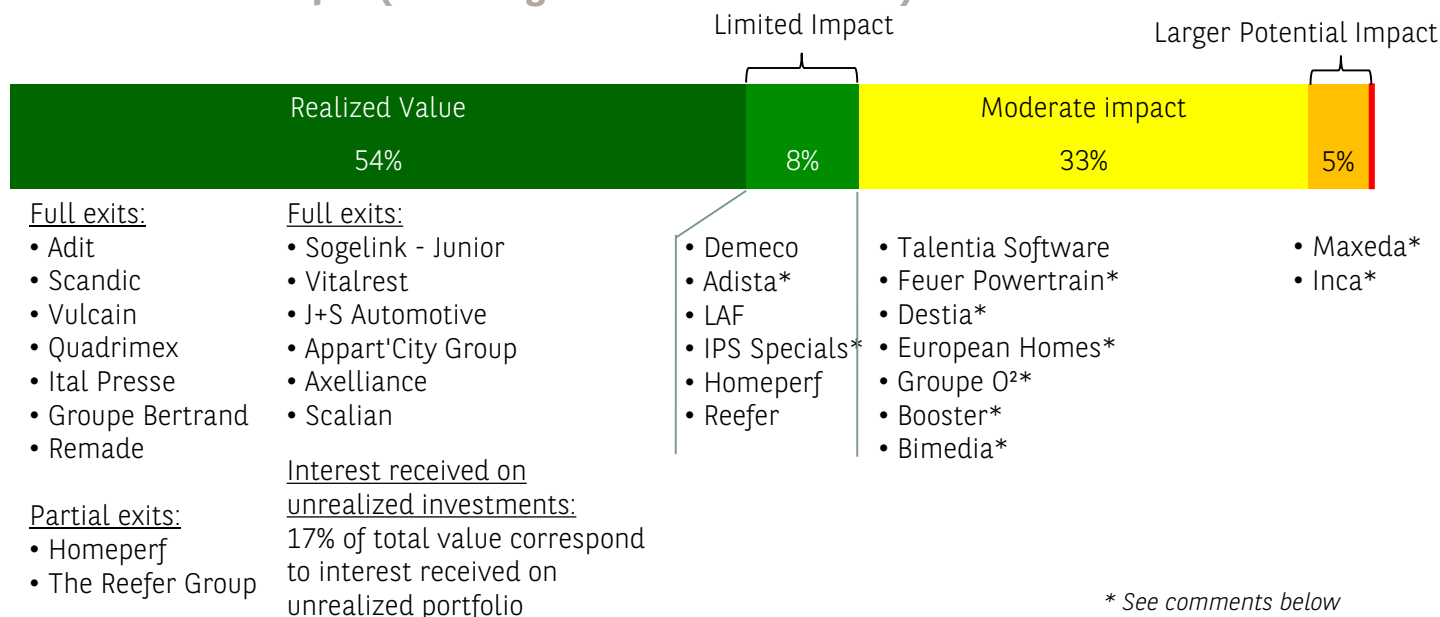 Limited Impact
Larger Potential Impact
Realized Value
Moderate impact
54%
8%
33%
5%
Full exits:
• Adit
• Scandic
• Vulcain
• Quadrimex
• Ital Presse
• Groupe Bertrand
• Remade
Partial exits:
• Homeperf
• The Reefer Group
Full exits:
• Sogelink - Junior
• Vitalrest
• J+S Automotive
• Appart'City Group
• Axelliance
• Scalian
Interest received on
unrealized investments:
17% of total value correspond
to interest received on
unrealized portfolio
• Demeco
• Adista*
• LAF
• IPS Specials*
• Homeperf
• Reefer
• Talentia Software
• Feuer Powertrain*
• Destia*
• European Homes*
• Groupe O²*
• Booster*
• Bimedia*
• Maxeda*
• Inca*
* See comments below